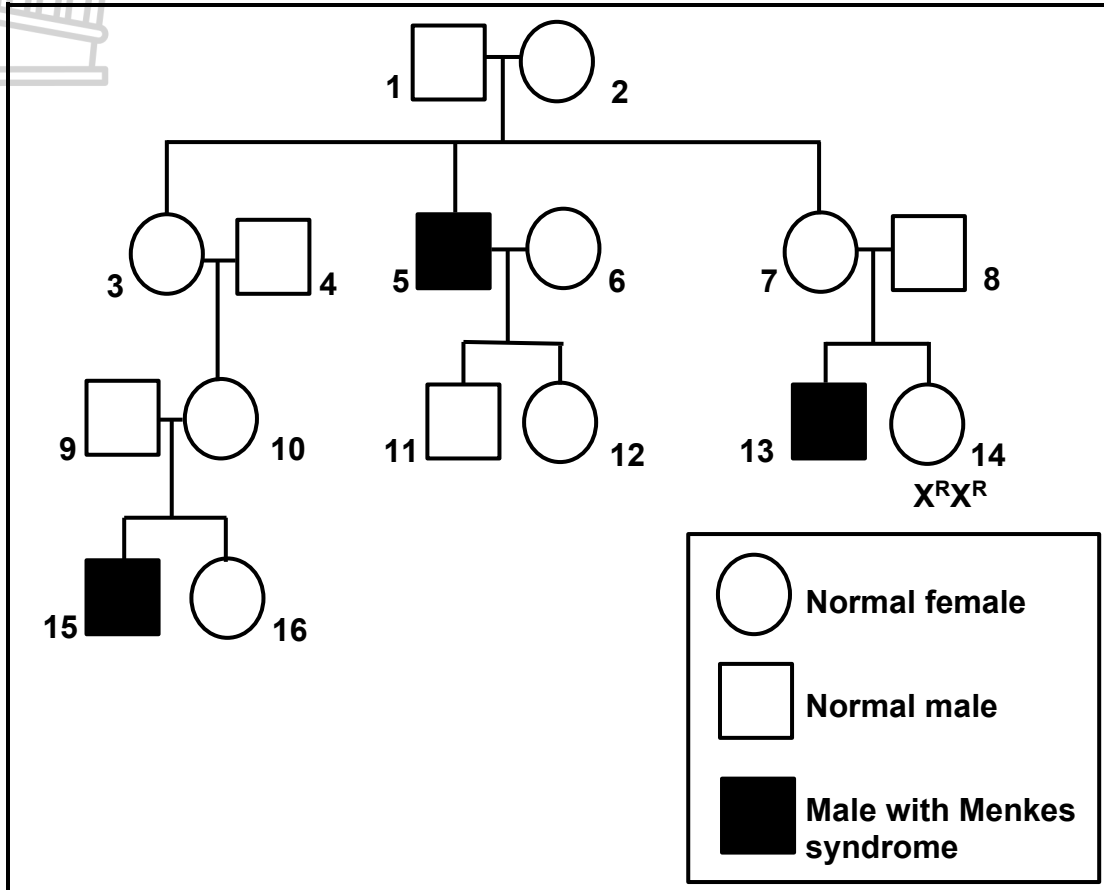 1 2
3 4 5 6 7 8
9 10 11 12 13 14
XᴿXᴿ
15 16
Normal female
Normal male
Male with Menkes
syndrome